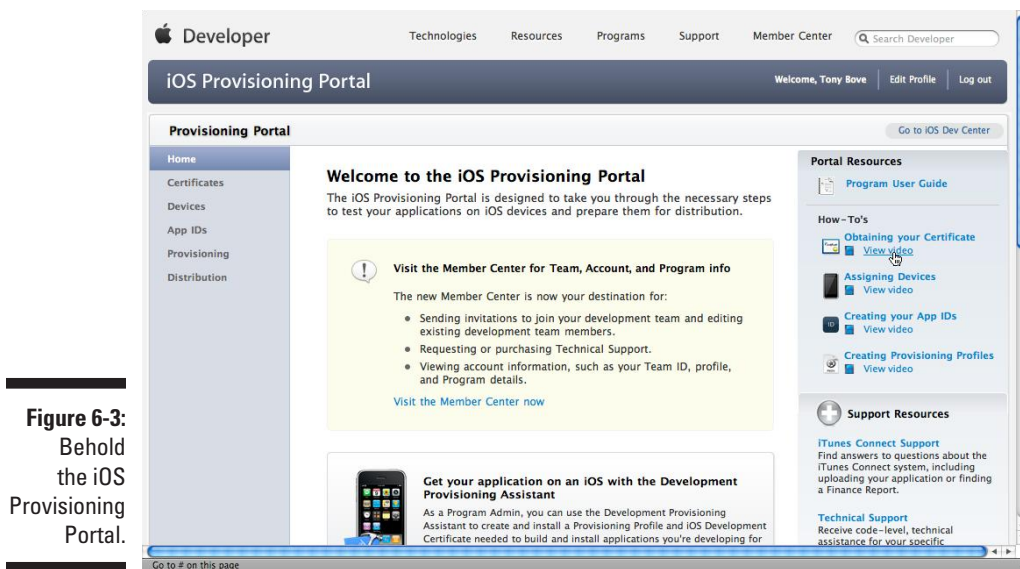 Developer
Technologies
Resources
Programs
Support
Member Center
Search Developer
iOS Provisioning Portal
Welcome, Tony Bove
Edit Profile
Log out
Provisioning Portal
Go to iOS Dev Center
Home
Certificates
Devices
App IDs
Provisioning
Distribution
Welcome to the iOS Provisioning Portal
The iOS Provisioning Portal is designed to take you through the necessary steps
to test your applications on iOS devices and prepare them for distribution.
Visit the Member Center for Team, Account, and Program info
The new Member Center is now your destination for:
• Sending invitations to join your development team and editing
existing development team members.
• Requesting or purchasing Technical Support.
• Viewing account information, such as your Team ID, profile,
and Program details.
Visit the Member Center now
Get your application on an iOS with the Development
Provisioning Assistant
As a Program Admin, you can use the Development Provisioning
Assistant to create and install a Provisioning Profile and iOS Development
Certificate needed to build and install applications you're developing for
Portal Resources
Program User Guide
How-To's
Obtaining your Certificate
View video
Assigning Devices
View video
ID
Creating your App IDs
View video
Creating Provisioning Profiles
View video
Support Resources
iTunes Connect Support
Find answers to questions about the
iTunes Connect system, including
uploading your application or finding
a Finance Report.
Technical Support
Receive code-level, technical
assistance for your specific
Go to # on this page
Figure 6-3:
Behold
the iOS
Provisioning
Portal.